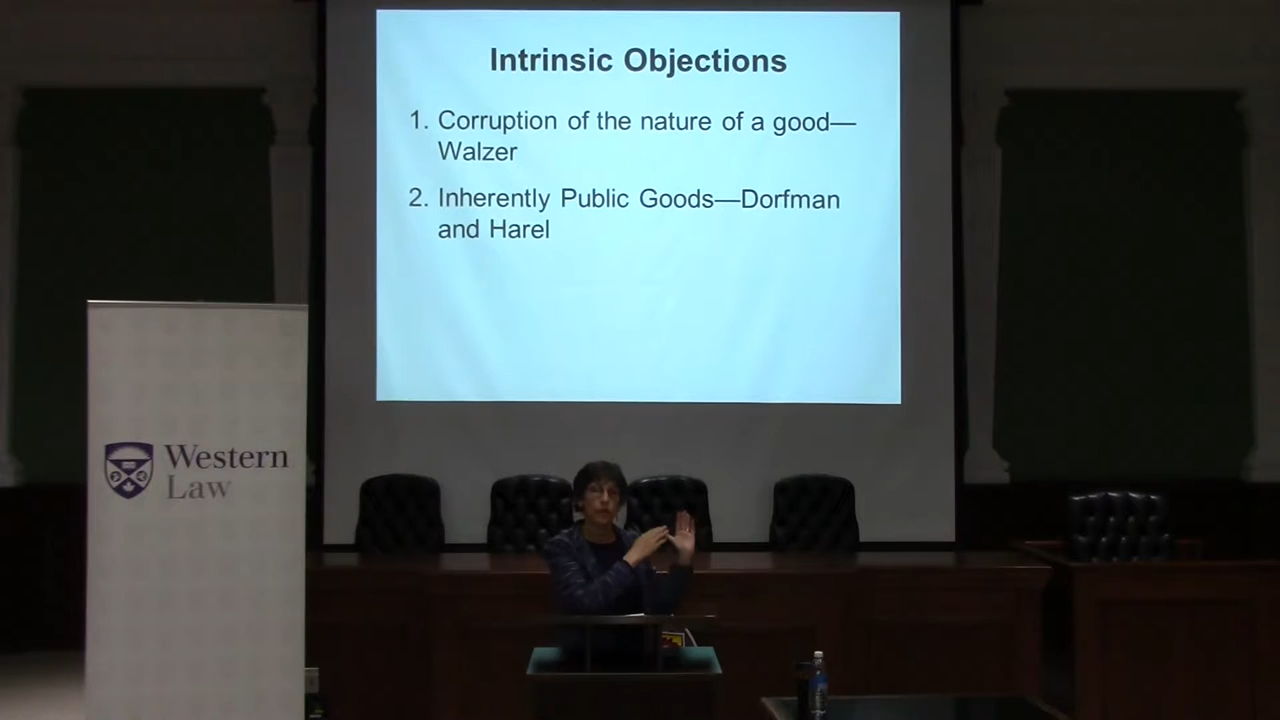 Intrinsic Objections
1. Corruption of the nature of a good—
Walzer
2. Inherently Public Goods—Dorfman
and Harel
Western
Law